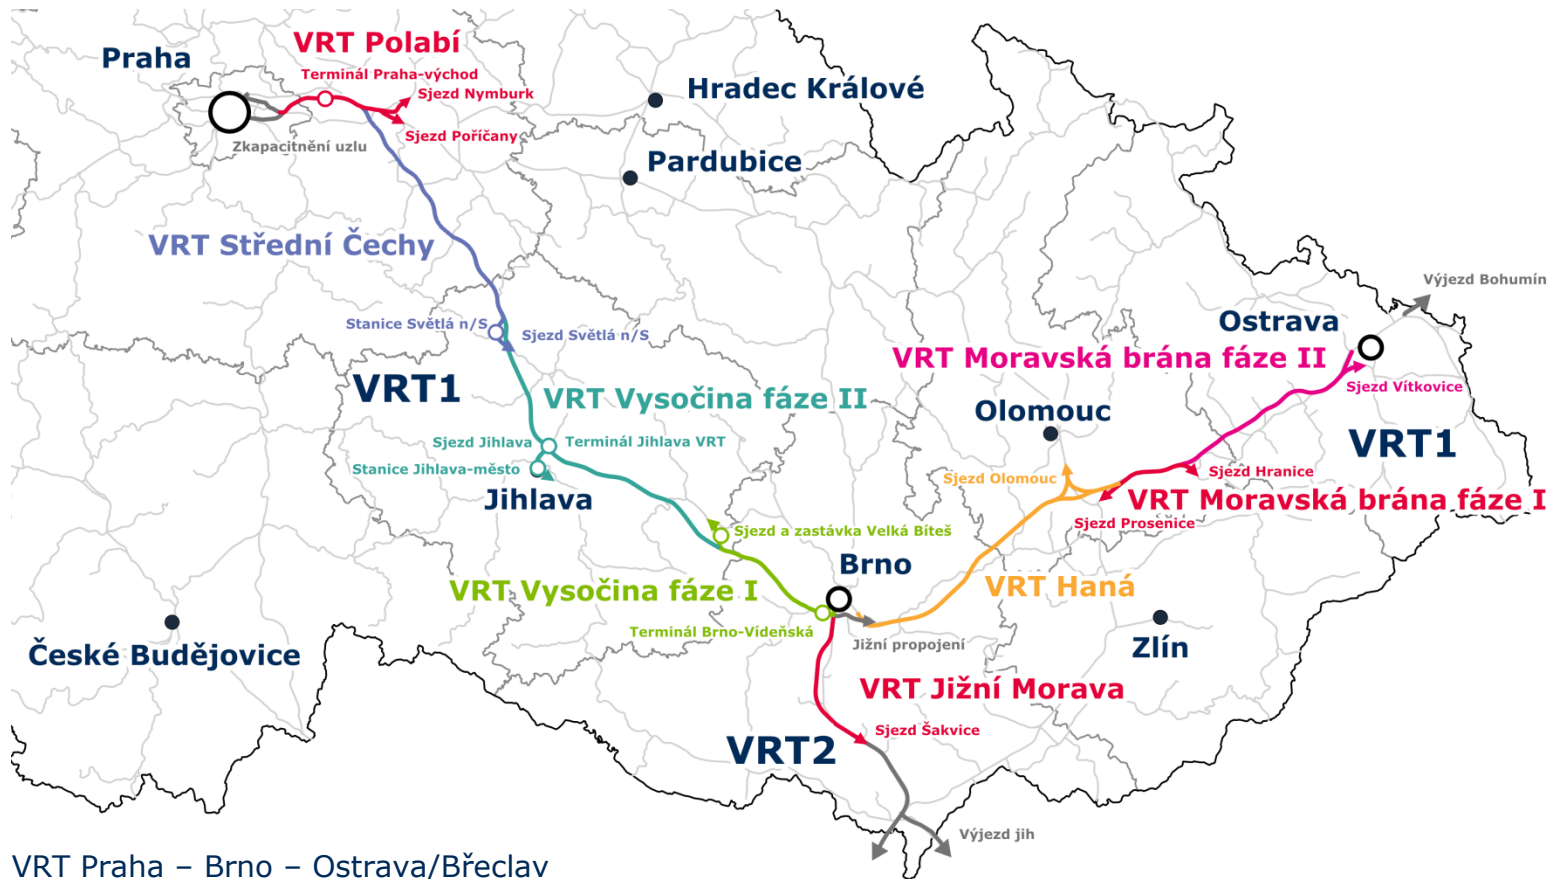 VRT Polabí
Praha
Terminál Praha-východ
Sjezd Nymburk
Hradec Králové
Sjezd Poříčany
Zkapacitnění uzlu
Pardubice
VRT Střední Čechy
Výjezd Bohumín
Stanice Světlá n/S
Sjezd Světlá n/S
Ostrava
VRT Moravská brána fáze II
VRT1
Sjezd Vítkovice
VRT Vysočina fáze II
Olomouc
Sjezd Jihlava
Terminál Jihlava VRT
VRT1
Stanice Jihlava-město
Sjezd Hranice
Sjezd Olomouc
Jihlava
VRT Moravská brána fáze I
Sjezd Prosenice
Sjezd a zastávka Velká Bíteš
Brno
VRT Vysočina fáze I
VRT Haná
Terminál Brno-Vídeňská
Jižní propojení
Zlín
České Budějovice
VRT Jižní Morava
Sjezd Šakvice
VRT2
Výjezd jih
VRT Praha – Brno – Ostrava/Břeclav